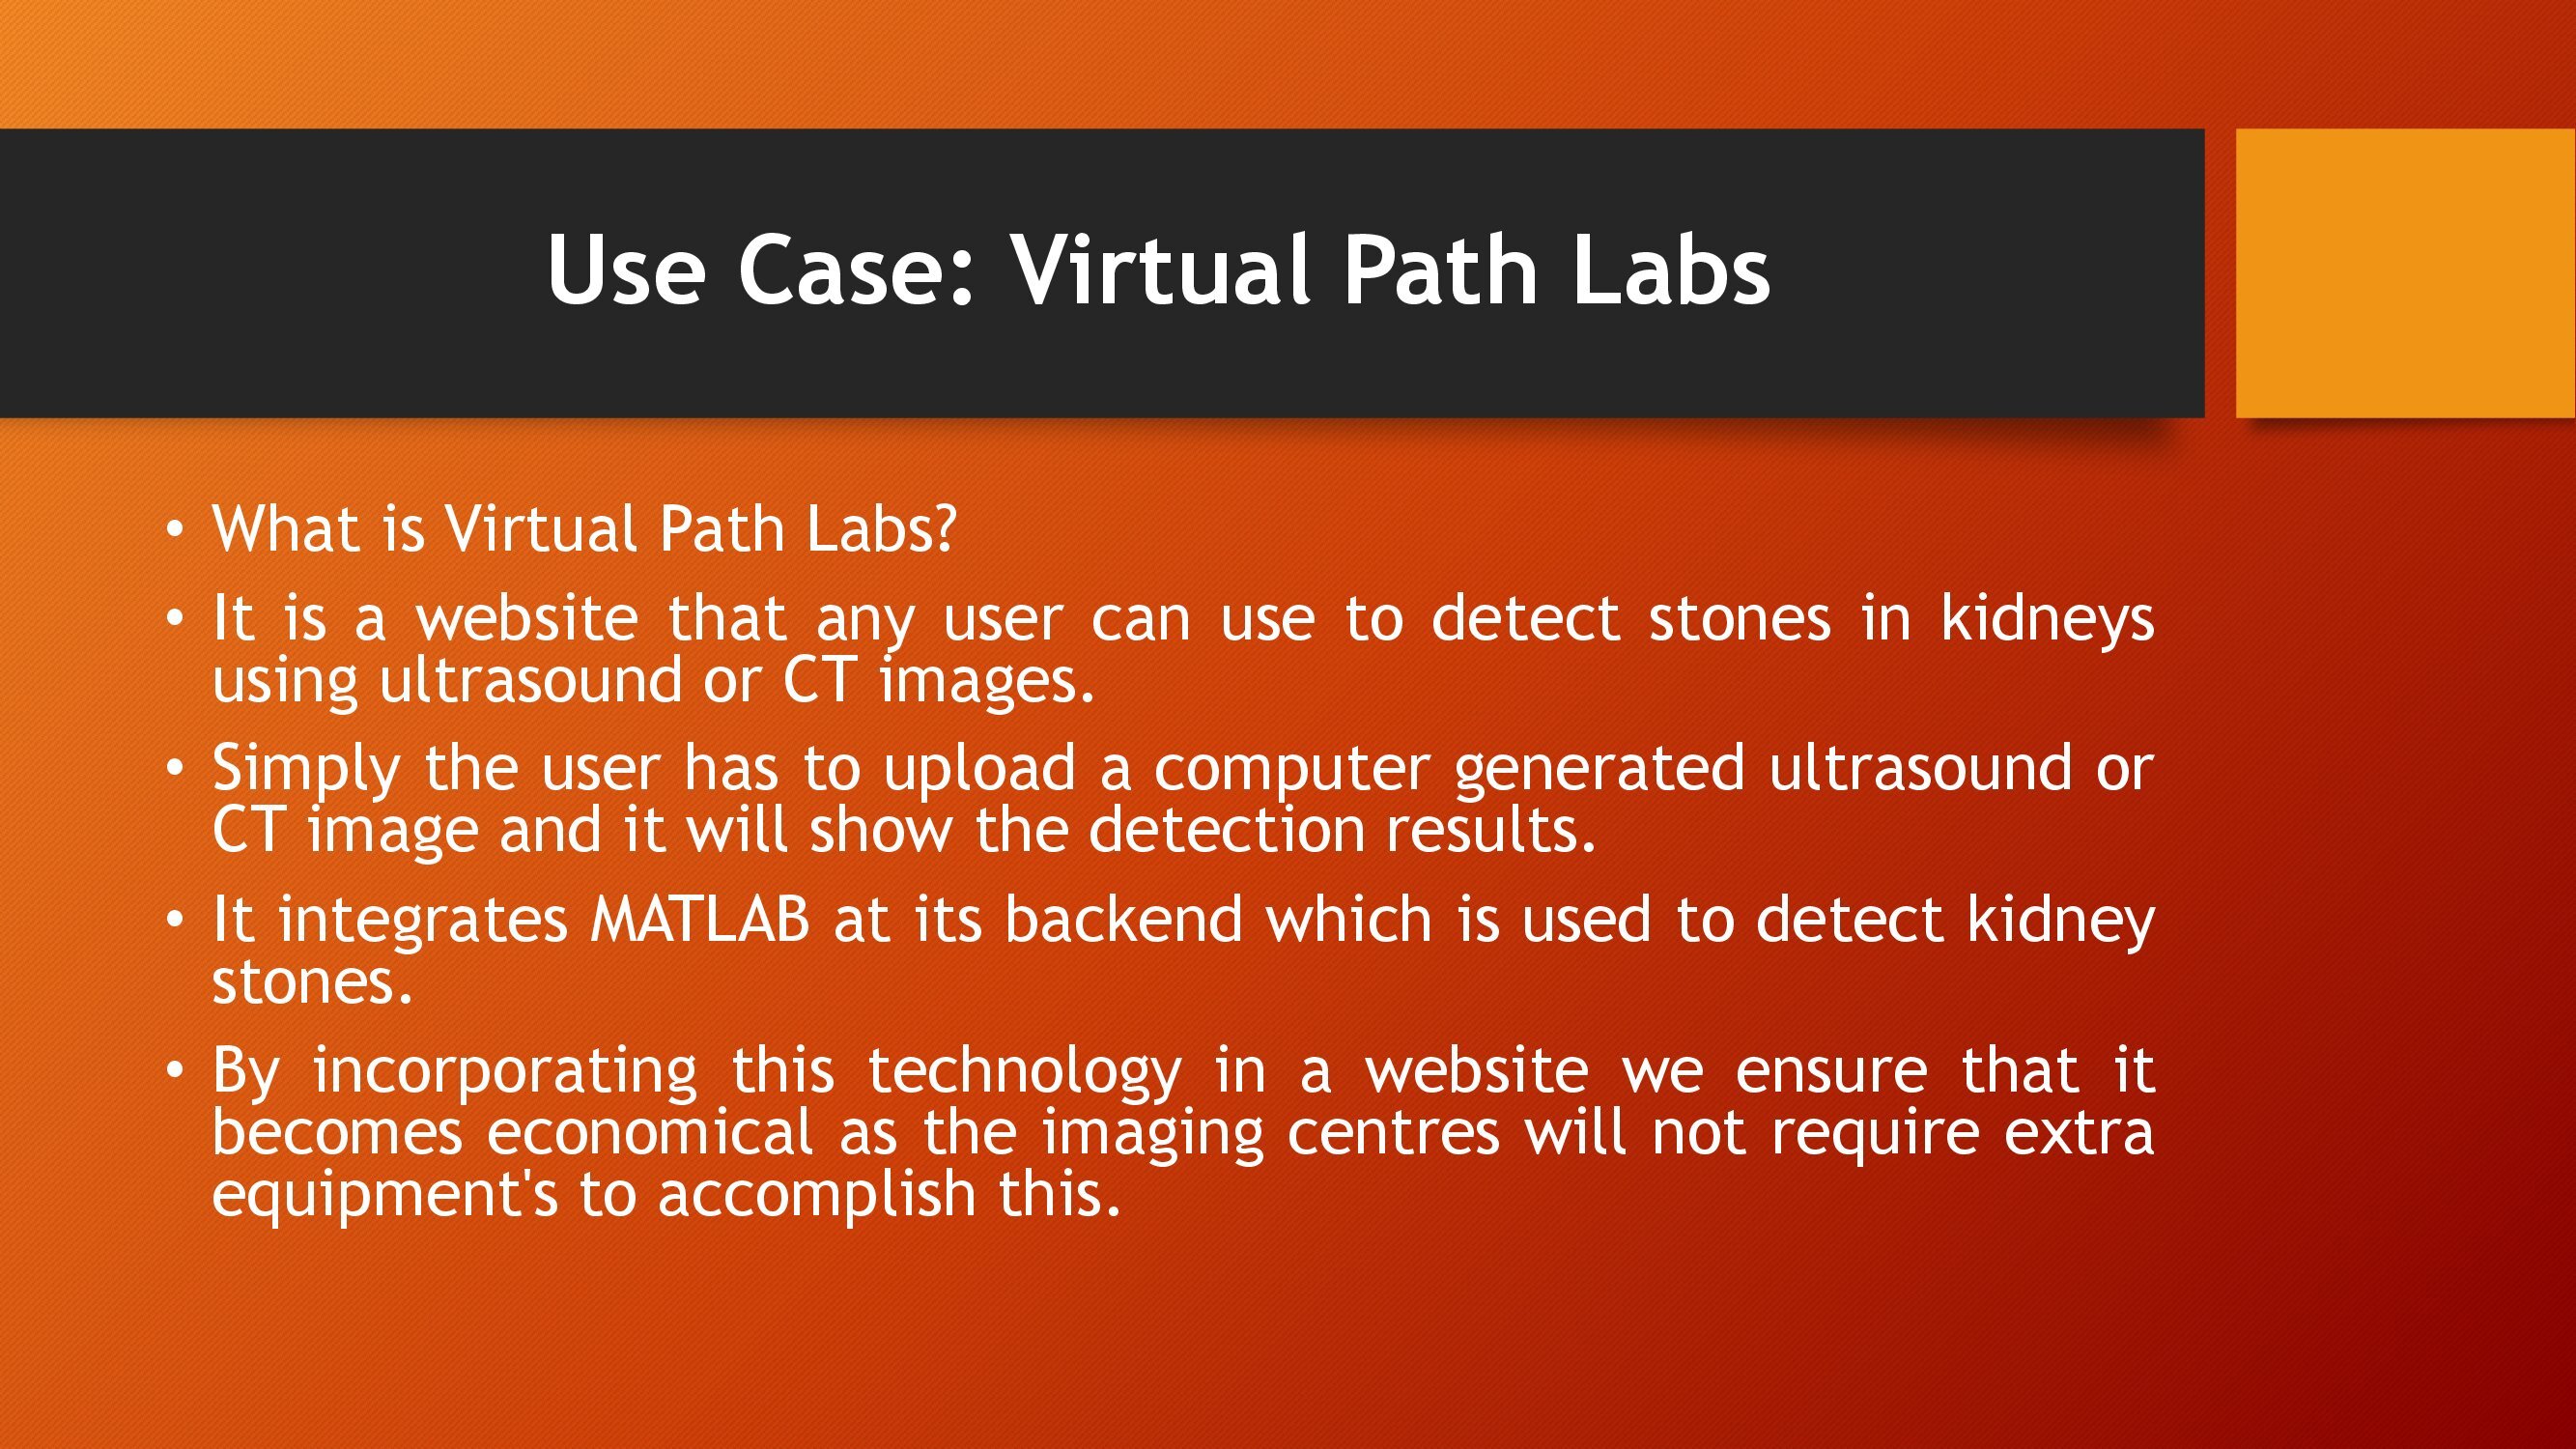 Use Case: Virtual Path Labs
• What is Virtual Path Labs?
• It is a website that any user can use to detect stones in kidneys
using ultrasound or CT images.
• Simply the user has to upload a computer generated ultrasound or
CT image and it will show the detection results.
• It integrates MATLAB at its backend which is used to detect kidney
stones.
• By incorporating this technology in a website we ensure that it
becomes economical as the imaging centres will not require extra
equipment's to accomplish this.